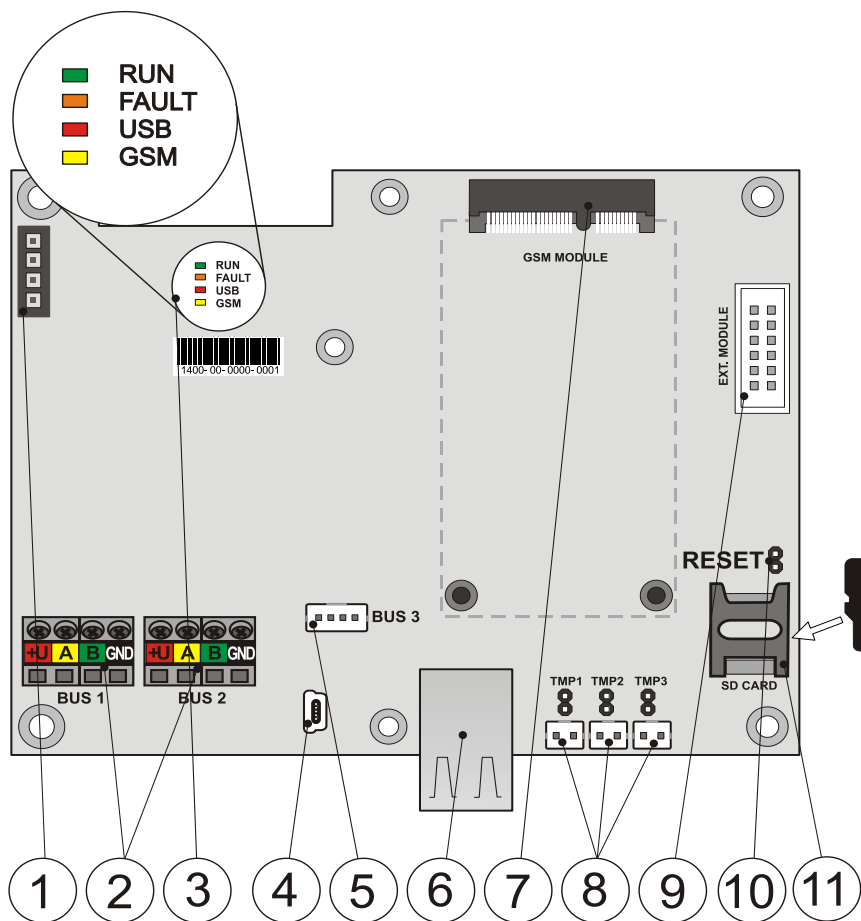 RUN
FAULT
USB
GSM
GSM MODULE
RUN
FAULT
USB
GSM
EXT. MODULE
1400- 00- 0000- 0001
RESET
BUS 3
+U A B GND
+U A B GND
BUS 1
BUS 2
TMP1 TMP2 TMP3
SD CARD
1 2 3 4 5 6 7 8 9 10 11